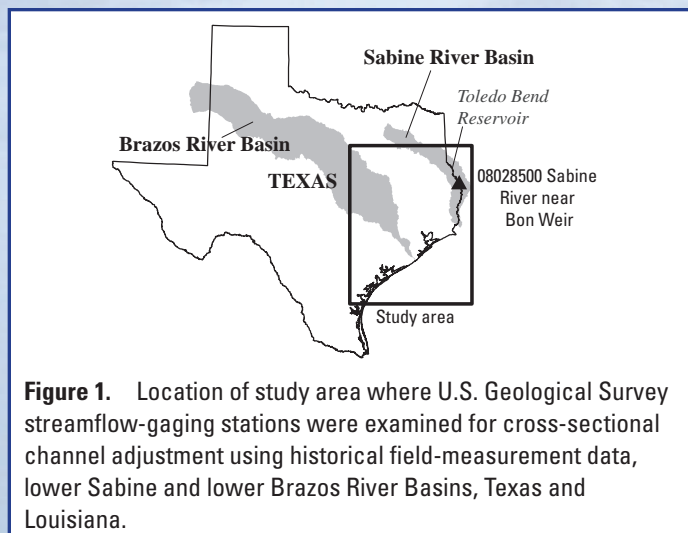 Sabine River Basin
Toledo Bend
Reservoir
Brazos River Basin
TEXAS
08028500 Sabine
River near
Bon Weir
Study area
Figure 1. Location of study area where U.S. Geological Survey
streamflow-gaging stations were examined for cross-sectional
channel adjustment using historical field-measurement data,
lower Sabine and lower Brazos River Basins, Texas and
Louisiana.